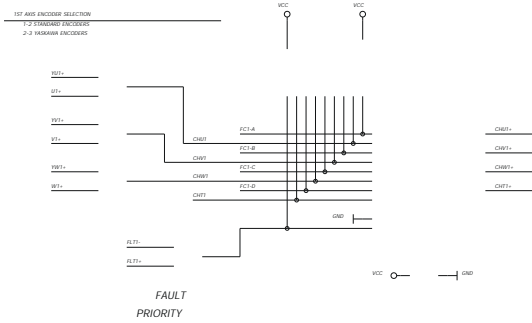 1ST AXIS ENCODER SELECTION
1-2 STANDARD ENCODERS
2-3 YASKAWA ENCODERS
VCC
VCC
YU1+
U1+
YV1+
V1+
YW1+
W1+
CHU1
CHV1
CHW1
CHT1
FC1-A
FC1-B
FC1-C
FC1-D
GND
CHU1+
CHV1+
CHW1+
CHT1+
FLT1-
FLT1+
VCC
GND
FAULT
PRIORITY